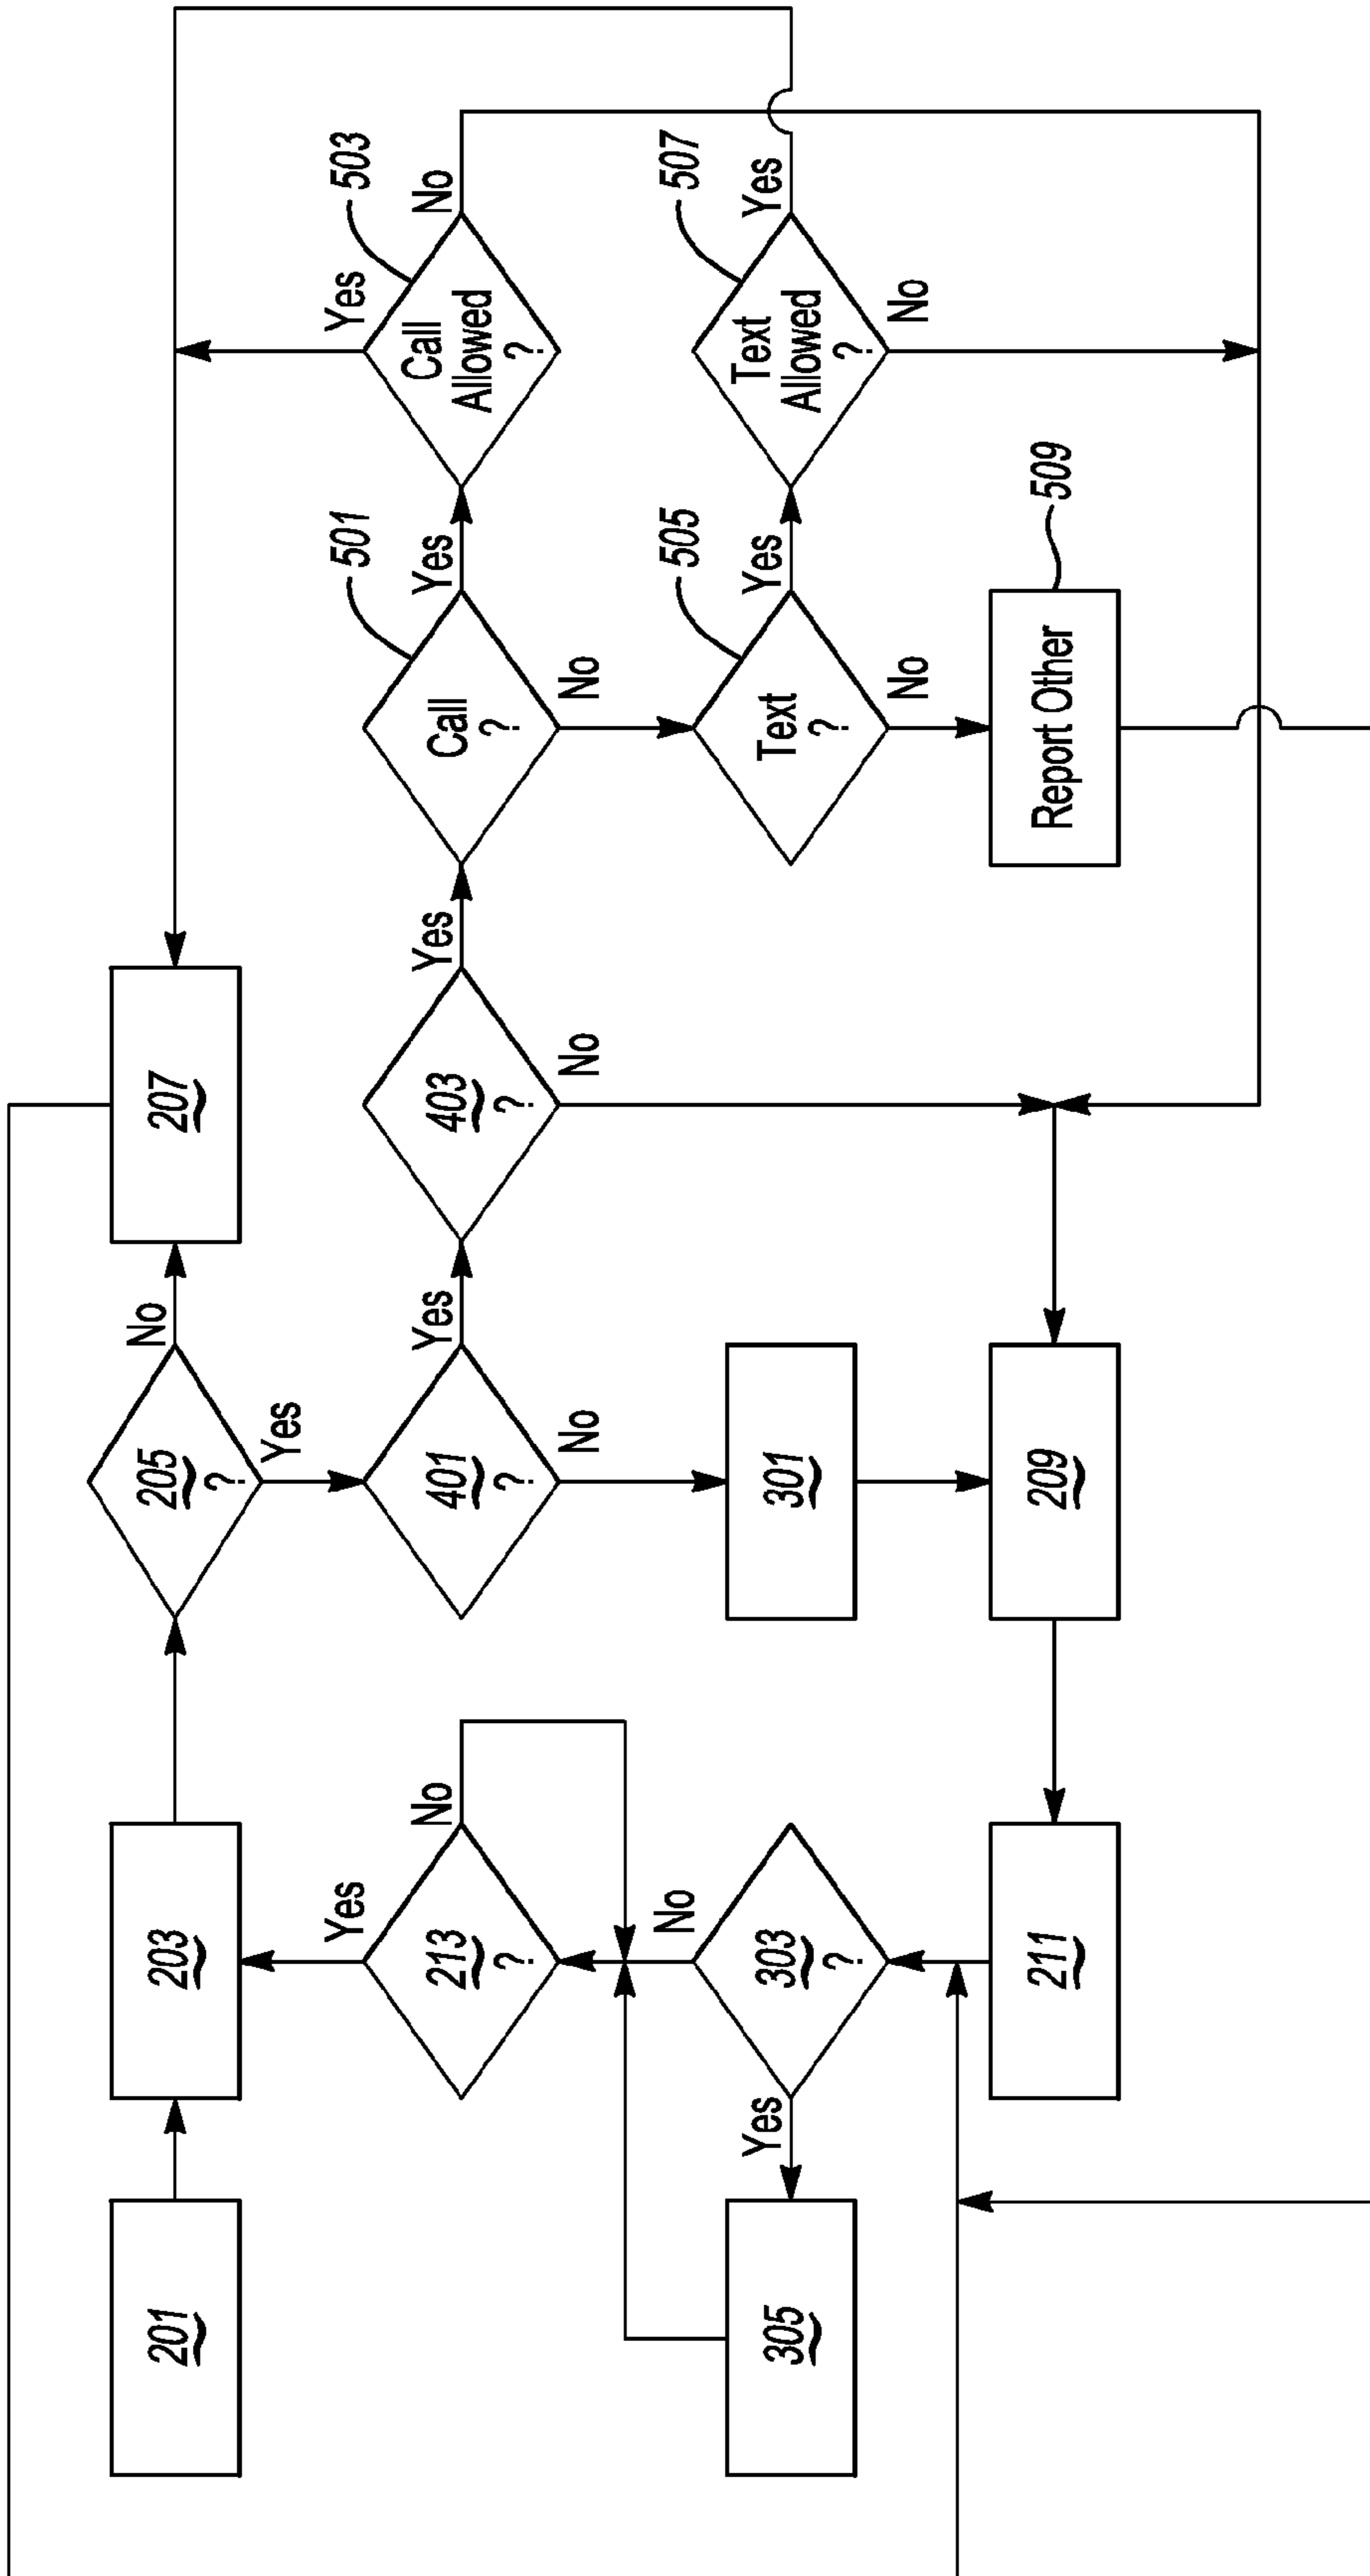 201
203
205
?
No
Yes
207
401
?
Yes
No
403
?
Yes
No
501
Call
?
Yes
No
503
Call
Allowed
?
Yes
No
213
?
Yes
No
303
?
No
Yes
305
301
505
Text
?
Yes
No
507
Text
Allowed
?
Yes
No
211
209
509
Report Other